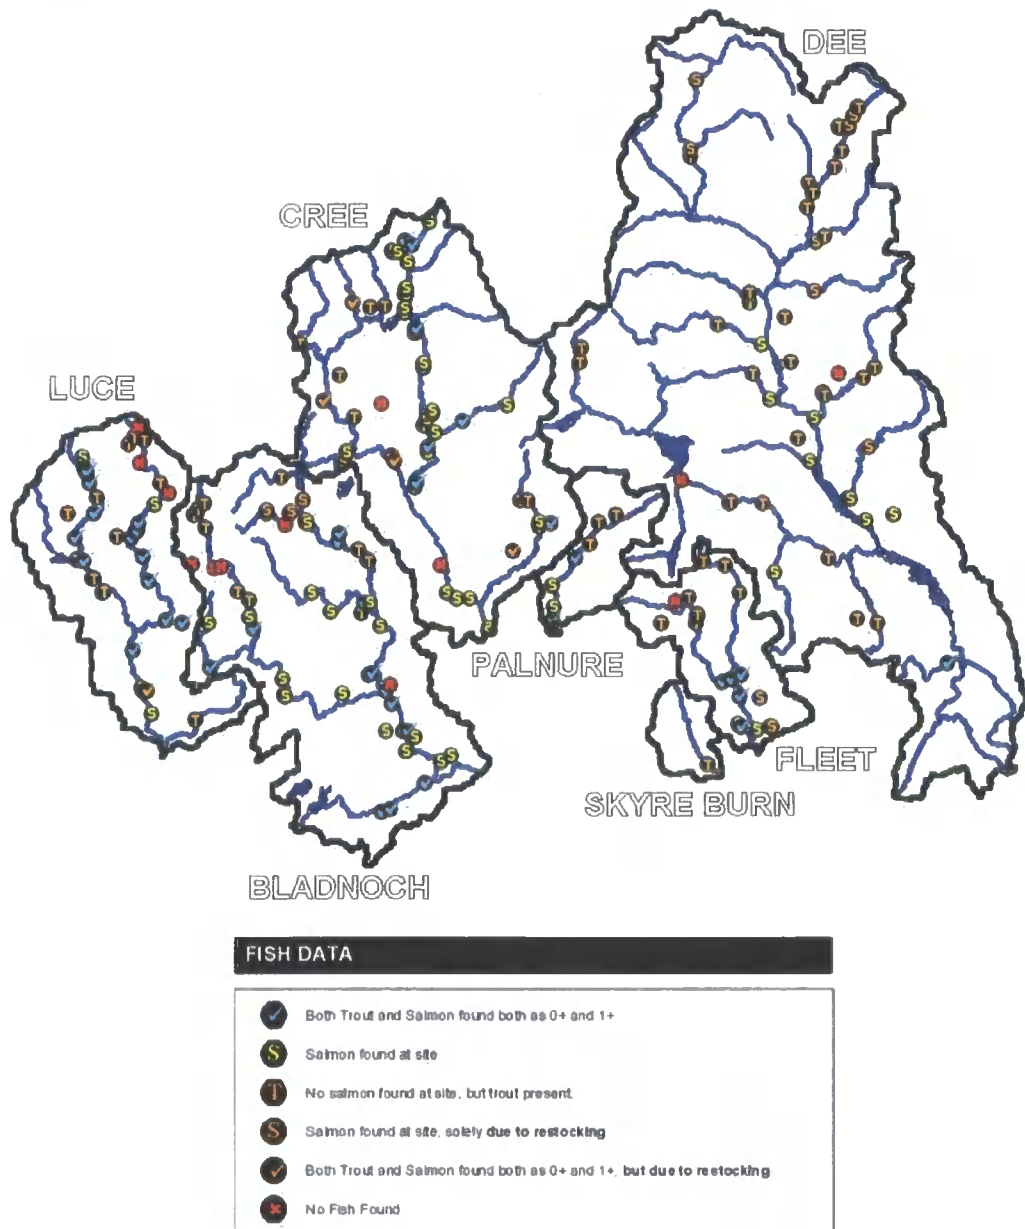 DEE
CREE
LUCE
PALNURE
FLEET
SKYRE BURN
BLADNOCH
FISH DATA
Both Trout and Salmon found both as 0+ and 1+
S Salmon found at site
T No salmon found at site, but trout present
S Salmon found at site, solely due to restocking
Both Trout and Salmon found both as 0+ and 1+, but due to restocking
No Fish Found